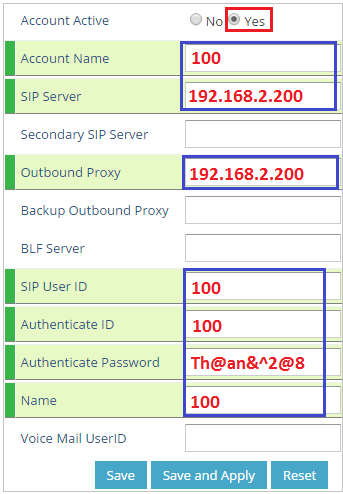 Account Active No Yes
Account Name 100
SIP Server 192.168.2.200
Secondary SIP Server
Outbound Proxy 192.168.2.200
Backup Outbound Proxy
BLF Server
SIP User ID 100
Authenticate ID 100
Authenticate Password Th@an&^2@8
Name 100
Voice Mail UserID
Save Save and Apply Reset